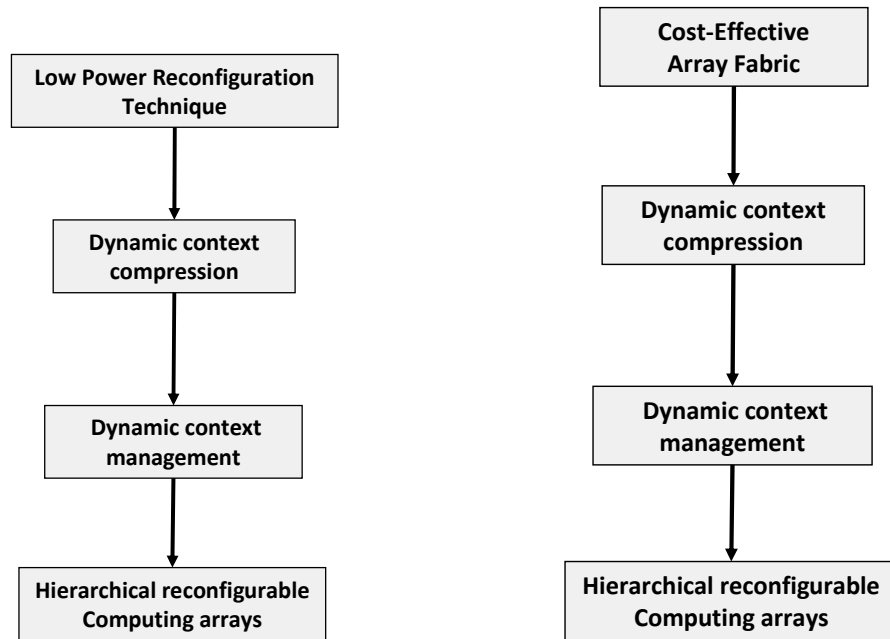 Low Power Reconfiguration
Technique
Dynamic context
compression
Dynamic context
management
Hierarchical reconfigurable
Computing arrays
Cost-Effective
Array Fabric
Dynamic context
compression
Dynamic context
management
Hierarchical reconfigurable
Computing arrays